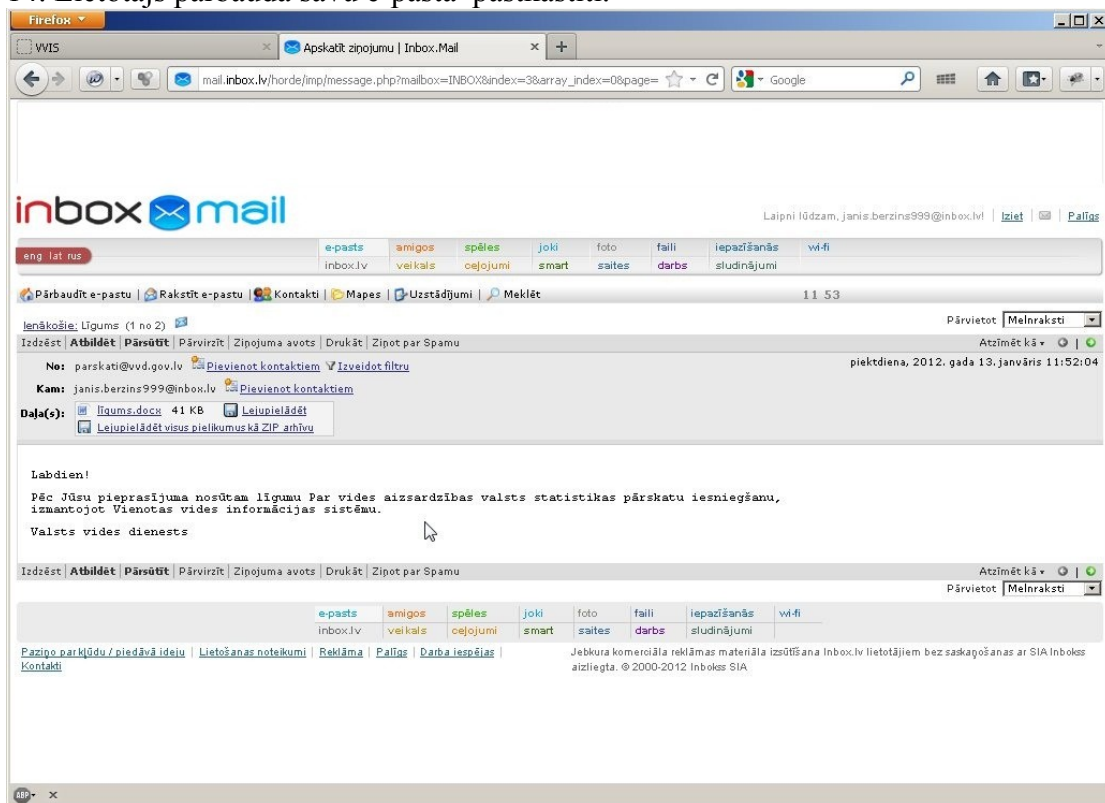 14. Lietotājs pārbauda savu e-pasta pastkastīti.
Firefox
VVIS
Apskatīt ziņojumu | Inbox.Mail
mail.inbox.lv/horde/imp/message.php?mailbox=INBOX&index=3&array_index=0&page=
Google
inbox mail
Laipni lūdzam, janis.berzins999@inbox.lv! | Iziet | Palīgs
eng lat rus
e-pasts amigos spēles joki foto faili iepazīšanās wi-fi
inbox.lv veikals ceļojumi smart saites darbs sludinājumi
Pārbaudīt e-pastu | Rakstīt e-pastu | Kontakti | Mapes | Uzstādījumi | Meklēt 11 53
Ienākošie: Līgums (1 no 2) Pārvietot Melnraksti
Izdzēst | Atbildēt | Pārsūtīt | Pārvirzīt | Ziņojuma avots | Drukāt | Ziņot par Spamu Atzīmēt kā
No: parskati@vvd.gov.lv Pievienot kontaktiem Izveidot filtru piektdiena, 2012. gada 13. janvāris 11:52:04
Kam: janis.berzins999@inbox.lv Pievienot kontaktiem
Daļa(s): līgums.docx 41 KB Lejupielādēt
Lejupielādēt visus pielikumus kā ZIP arhīvu
Labdien!
Pēc Jūsu pieprasījuma nosūtam līgumu Par vides aizsardzības valsts statistikas pārskatu iesniegšanu,
izmantojot Vienotas vides informācijas sistēmu.
Valsts vides dienests
Izdzēst | Atbildēt | Pārsūtīt | Pārvirzīt | Ziņojuma avots | Drukāt | Ziņot par Spamu Atzīmēt kā
Pārvietot Melnraksti
e-pasts amigos spēles joki foto faili iepazīšanās wi-fi
inbox.lv veikals ceļojumi smart saites darbs sludinājumi
Paziņo par kļūdu / piedāvā ideju | Lietošanas noteikumi | Reklāma | Palīgs | Darba iespējas |
Kontakti
Jebkura komerciāla reklāmas materiāla izsūtīšana Inbox.lv lietotājiem bez saskaņošanas ar SIA Inbokss
aizliegta. © 2000-2012 Inbokss SIA
ABP